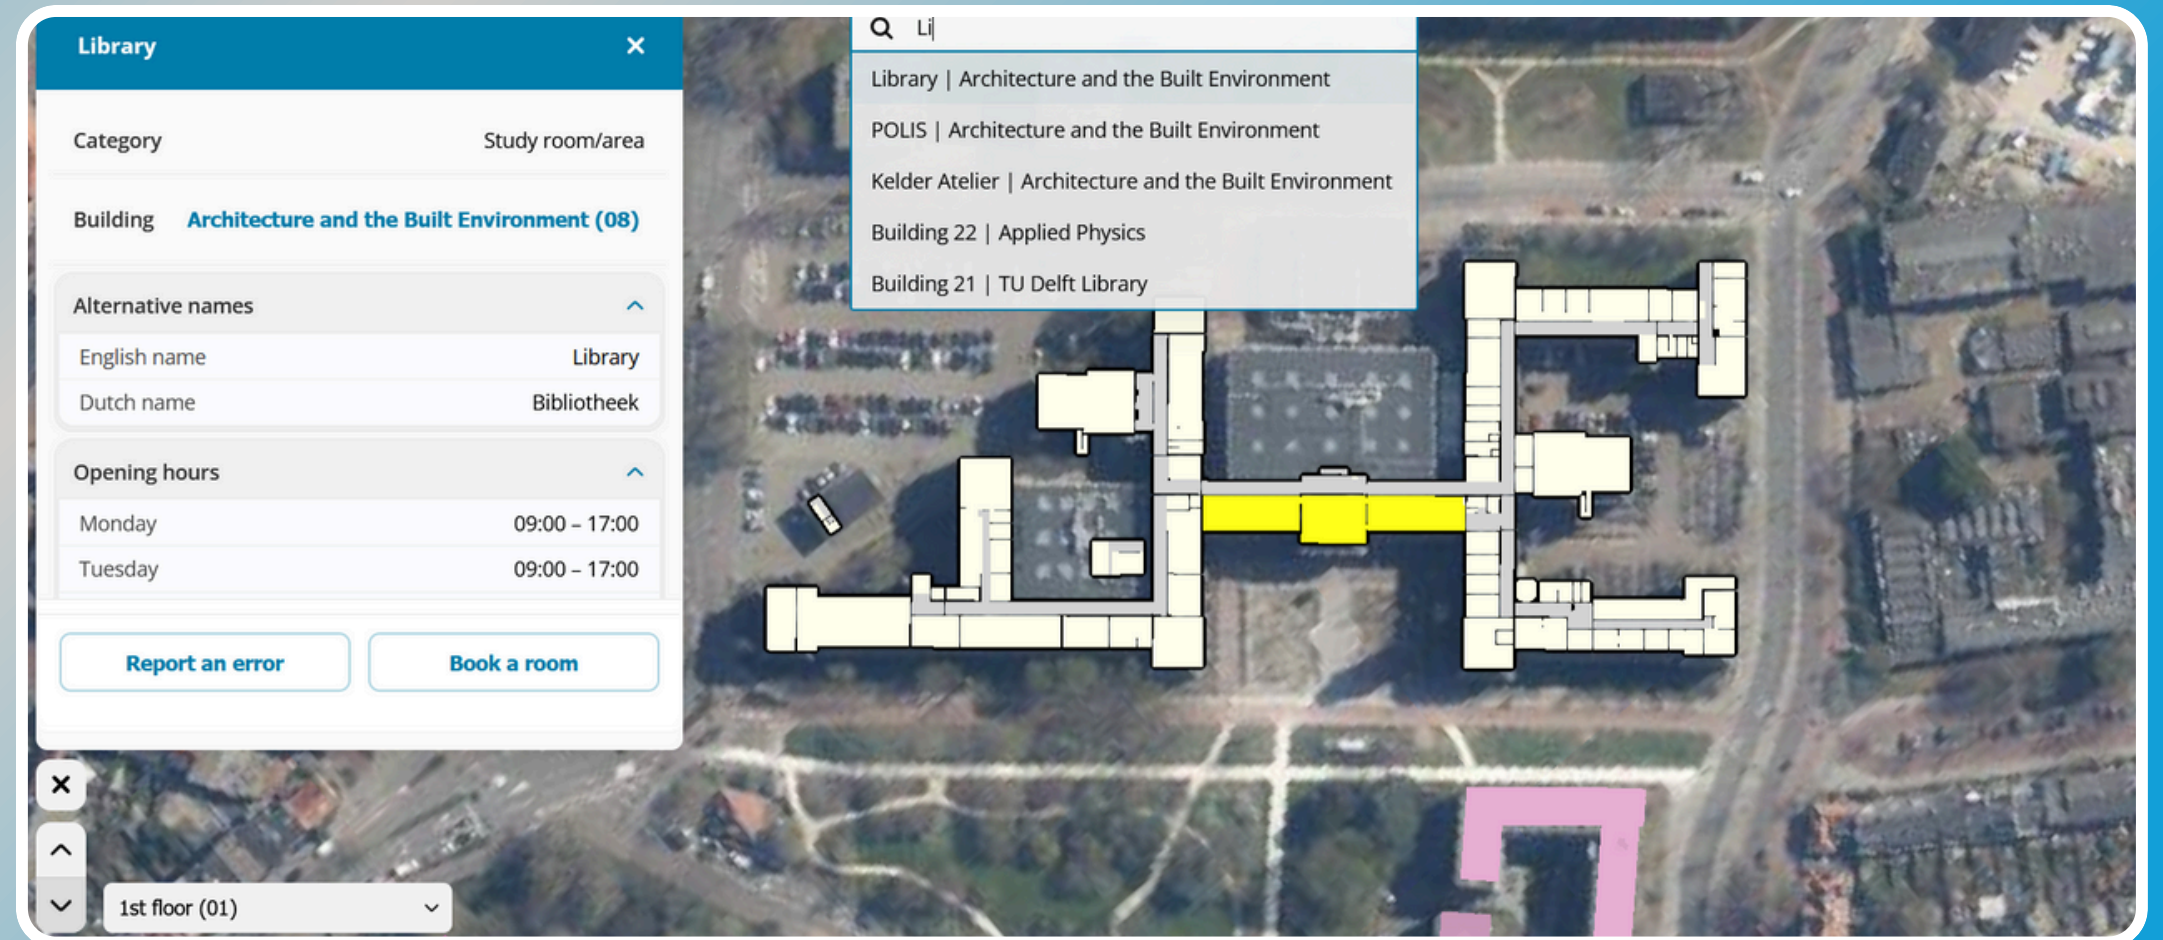 Library
Category Study room/area
Building Architecture and the Built Environment (08)
Alternative names
English name Library
Dutch name Bibliotheek
Opening hours
Monday 09:00 – 17:00
Tuesday 09:00 – 17:00
Report an error Book a room
1st floor (01)
Li
Library | Architecture and the Built Environment
POLIS | Architecture and the Built Environment
Kelder Atelier | Architecture and the Built Environment
Building 22 | Applied Physics
Building 21 | TU Delft Library